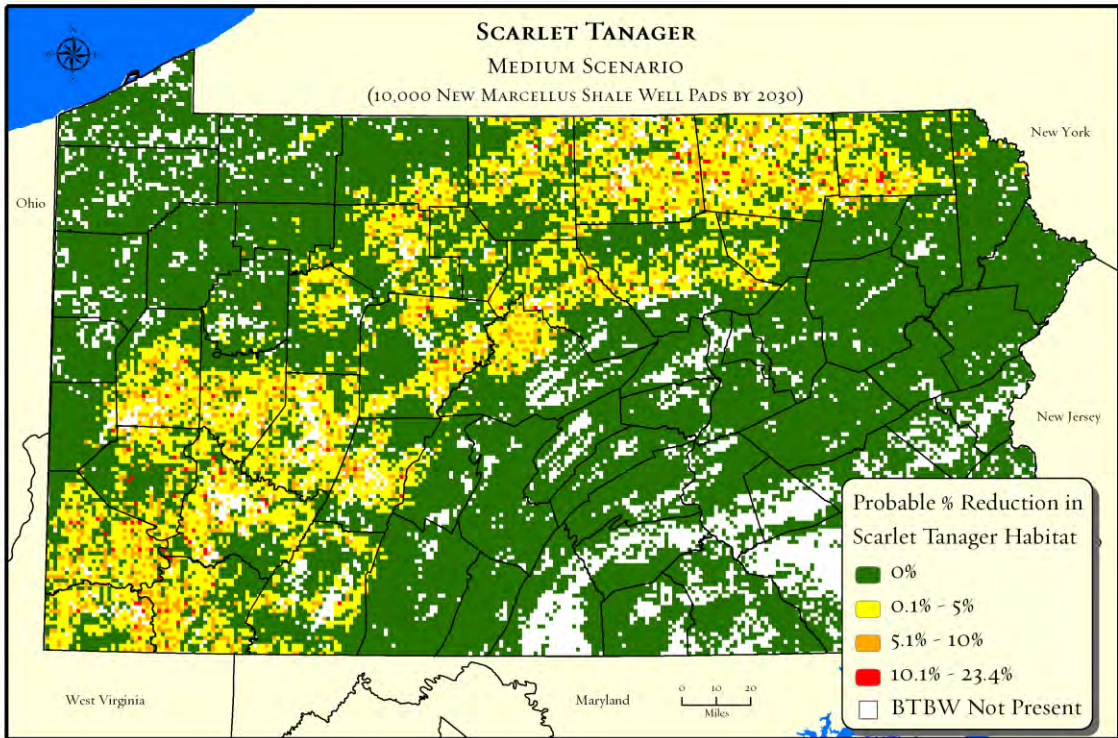 SCARLET TANAGER
MEDIUM SCENARIO
(10,000 NEW MARCELLUS SHALE WELL PADS BY 2030)
New York
Ohio
New Jersey
Probable % Reduction in
Scarlet Tanager Habitat
0%
0.1% - 5%
5.1% - 10%
10.1% - 23.4%
BTBW Not Present
West Virginia
Maryland
0 10 20
Miles